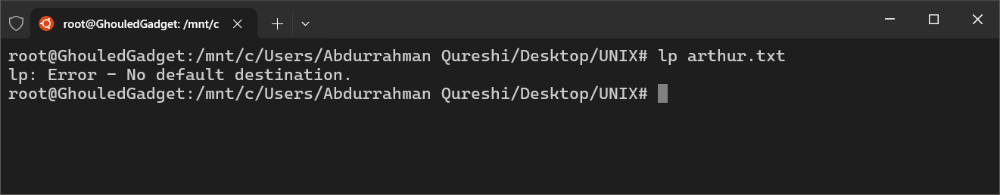 root@GhouledGadget: /mnt/c
root@GhouledGadget:/mnt/c/Users/Abdurrahman Qureshi/Desktop/UNIX# lp arthur.txt
lp: Error - No default destination.
root@GhouledGadget:/mnt/c/Users/Abdurrahman Qureshi/Desktop/UNIX#